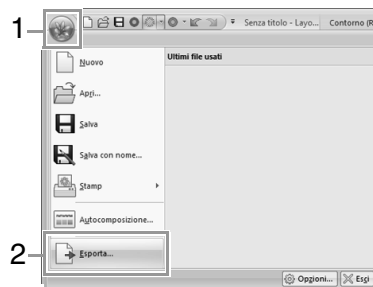 1
Senza titolo - Layo... Contorno (R
Nuovo
Ultimi file usati
Apri...
Salva
Salva con nome...
Stamp
Autocomposizione...
2
Esporta...
Opzioni... Esci